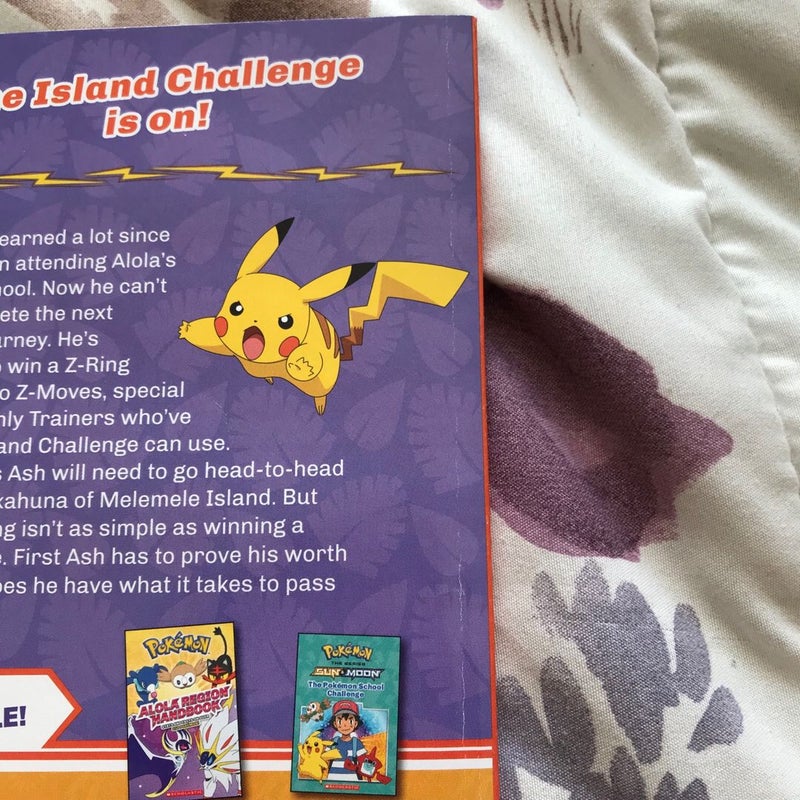 e Island Challenge
is on!
earned a lot since
n attending Alola's
ool. Now he can't
ete the next
rney. He's
win a Z-Ring
o Z-Moves, special
nly Trainers who've
and Challenge can use.
s Ash will need to go head-to-head
kahuna of Melemele Island. But
ng isn't as simple as winning a
e. First Ash has to prove his worth
oes he have what it takes to pass
LE!
POKéMON
ALOLA REGION
HANDBOOK
SCHOLASTIC
POKéMON
THE SERIES
SUN & MOON
The Pokémon School
Challenge
SCHOLASTIC